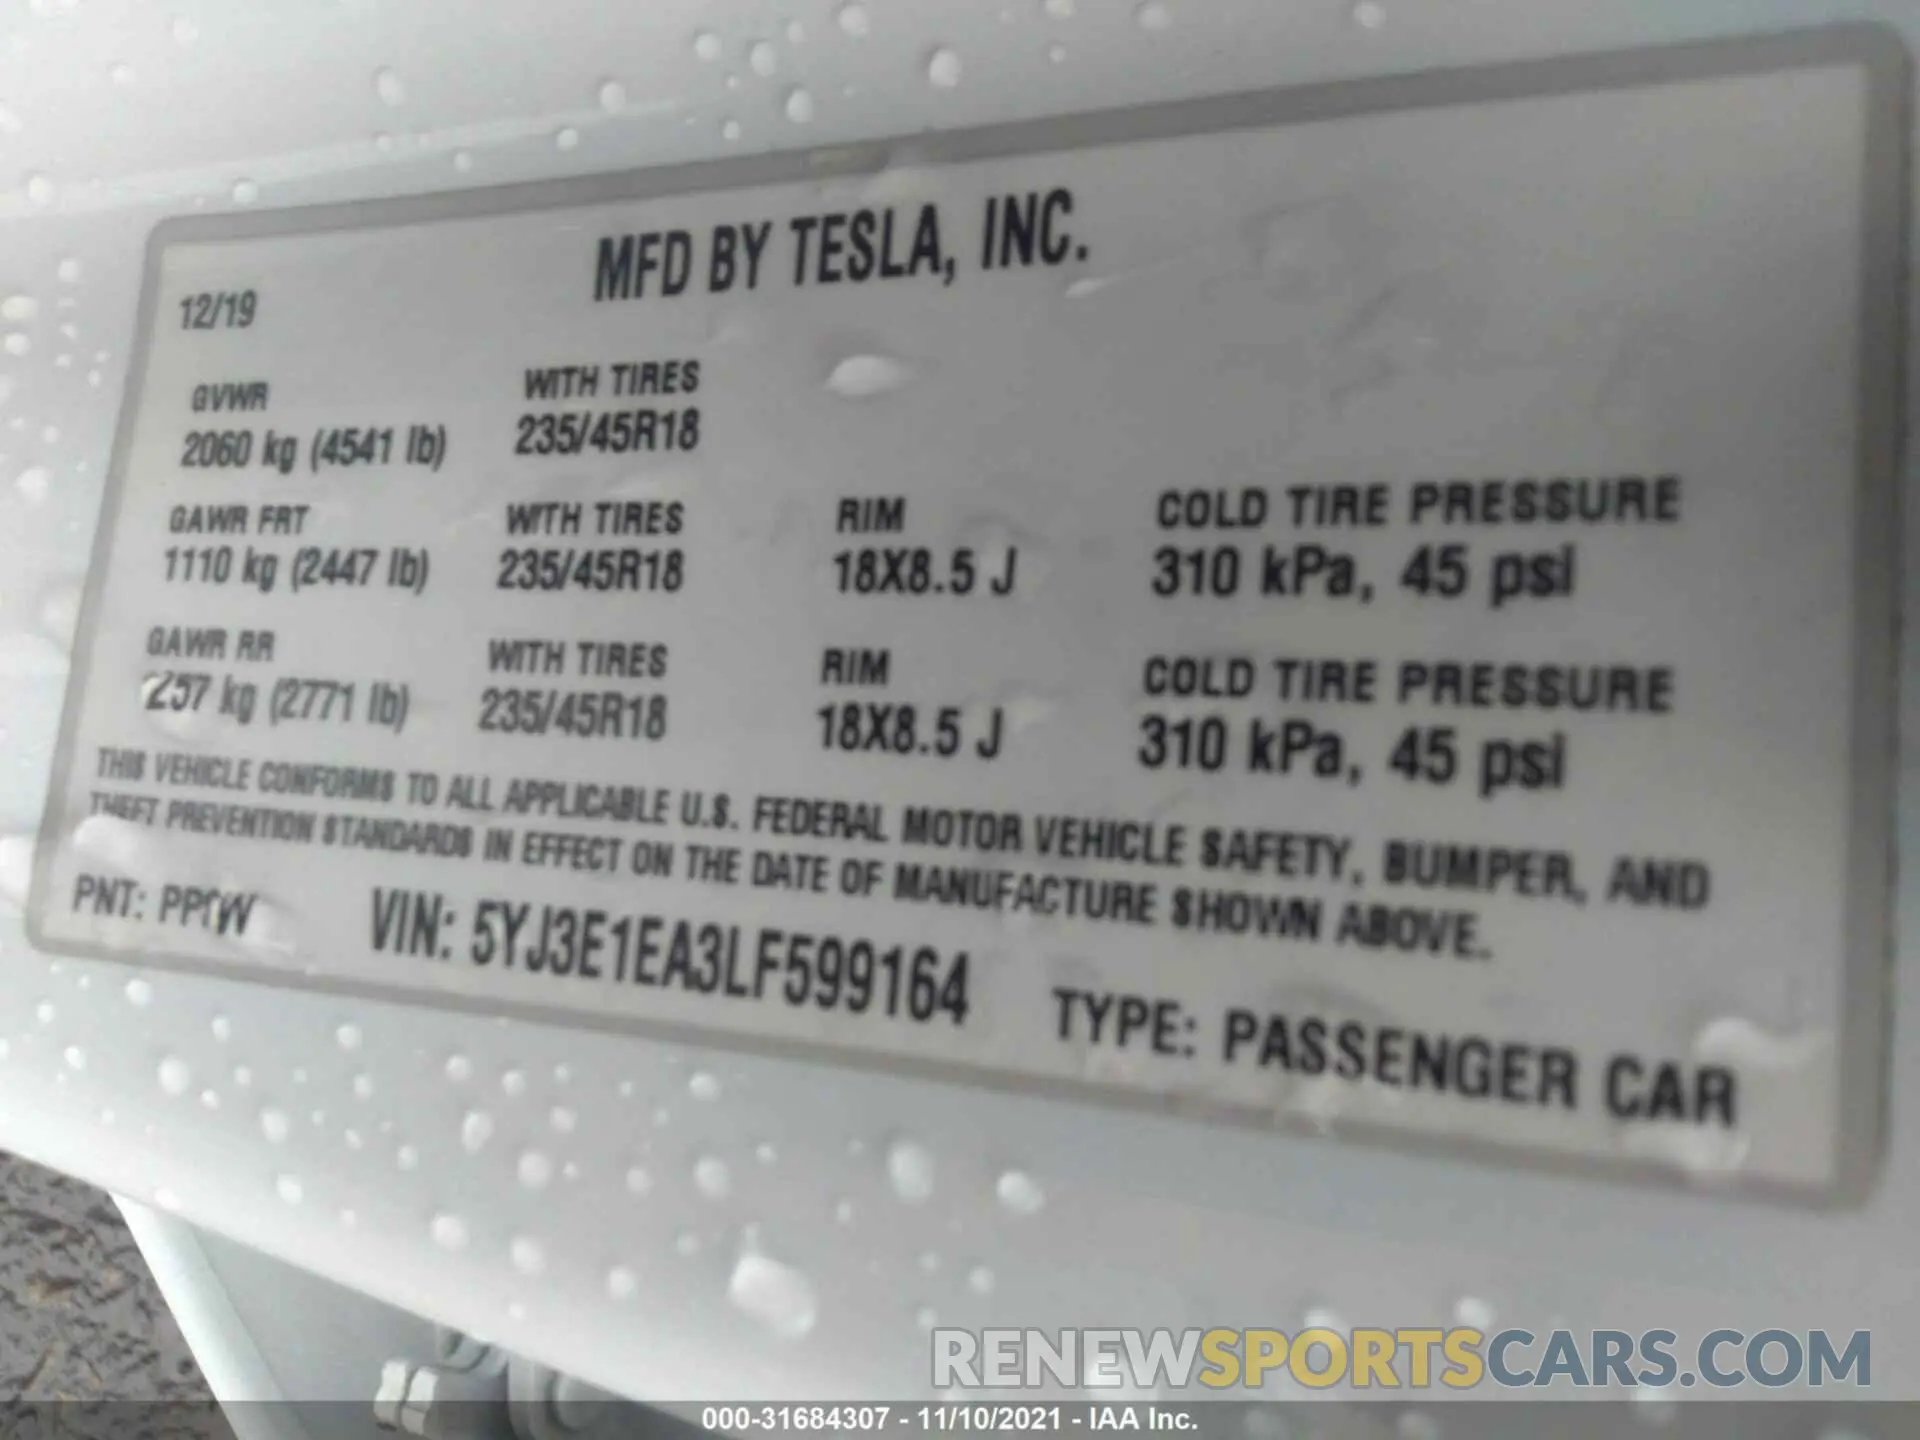 MFD BY TESLA, INC.
12/19
GVWR WITH TIRES
2060 kg (4541 lb) 235/45R18
GAWR FRT WITH TIRES RIM COLD TIRE PRESSURE
1110 kg (2447 lb) 235/45R18 18X8.5 J 310 kPa, 45 psi
GAWR RR WITH TIRES RIM COLD TIRE PRESSURE
kg (2771 lb) 235/45R18 18X8.5 J 310 kPa, 45 psi
THIS VEHICLE CONFORMS TO ALL APPLICABLE U.S. FEDERAL MOTOR VEHICLE SAFETY, BUMPER, AND
THEFT PREVENTION STANDARDS IN EFFECT ON THE DATE OF MANUFACTURE SHOWN ABOVE.
PNT: VIN: 5YJ3E1EA3LF599164 TYPE: PASSENGER CAR
RENEWSPORTSCARS.COM
000-31684307 - 11/10/2021 - IAA Inc.